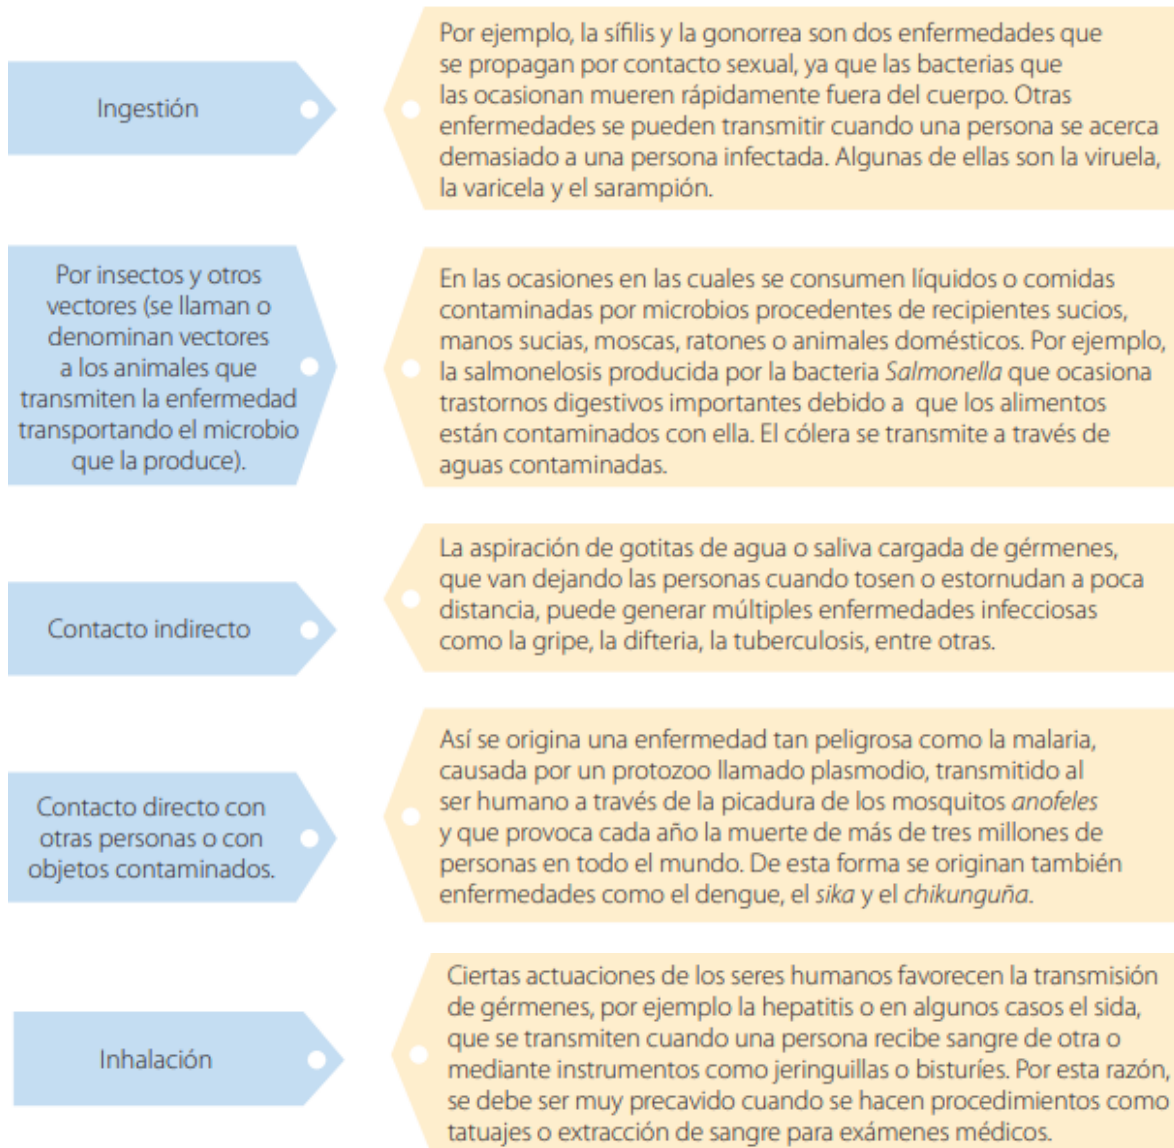 Ingestión
Por ejemplo, la sífilis y la gonorrea son dos enfermedades que
se propagan por contacto sexual, ya que las bacterias que
las ocasionan mueren rápidamente fuera del cuerpo. Otras
enfermedades se pueden transmitir cuando una persona se acerca
demasiado a una persona infectada. Algunas de ellas son la viruela,
la varicela y el sarampión.
Por insectos y otros
vectores (se llaman o
denominan vectores
a los animales que
transmiten la enfermedad
transportando el microbio
que la produce).
En las ocasiones en las cuales se consumen líquidos o comidas
contaminadas por microbios procedentes de recipientes sucios,
manos sucias, moscas, ratones o animales domésticos. Por ejemplo,
la salmonelosis producida por la bacteria Salmonella que ocasiona
trastornos digestivos importantes debido a que los alimentos
están contaminados con ella. El cólera se transmite a través de
aguas contaminadas.
Contacto indirecto
La aspiración de gotitas de agua o saliva cargada de gérmenes,
que van dejando las personas cuando tosen o estornudan a poca
distancia, puede generar múltiples enfermedades infecciosas
como la gripe, la difteria, la tuberculosis, entre otras.
Contacto directo con
otras personas o con
objetos contaminados.
Así se origina una enfermedad tan peligrosa como la malaria,
causada por un protozoo llamado plasmodio, transmitido al
ser humano a través de la picadura de los mosquitos anofeles
y que provoca cada año la muerte de más de tres millones de
personas en todo el mundo. De esta forma se originan también
enfermedades como el dengue, el sika y el chikunguña.
Inhalación
Ciertas actuaciones de los seres humanos favorecen la transmisión
de gérmenes, por ejemplo la hepatitis o en algunos casos el sida,
que se transmiten cuando una persona recibe sangre de otra o
mediante instrumentos como jeringuillas o bisturíes. Por esta razón,
se debe ser muy precavido cuando se hacen procedimientos como
tatuajes o extracción de sangre para exámenes médicos.